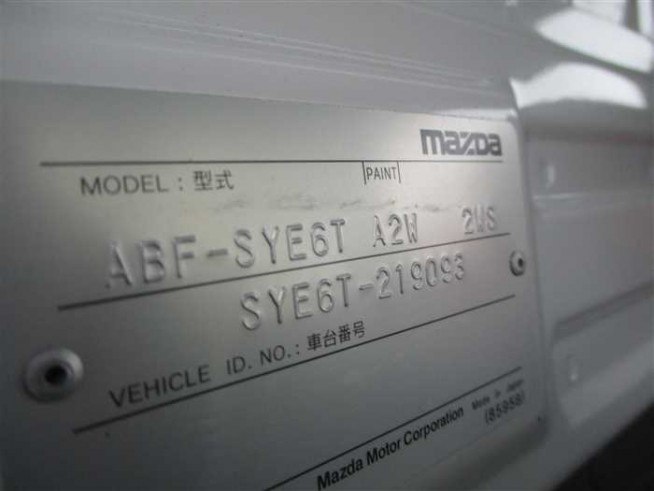 mazda
MODEL : 型式 PAINT
ABF-SYE6T A2W 2WS
SYE6T-219093
VEHICLE ID. NO.: 車台番号
Mazda Motor Corporation Made in Japan
(85958)